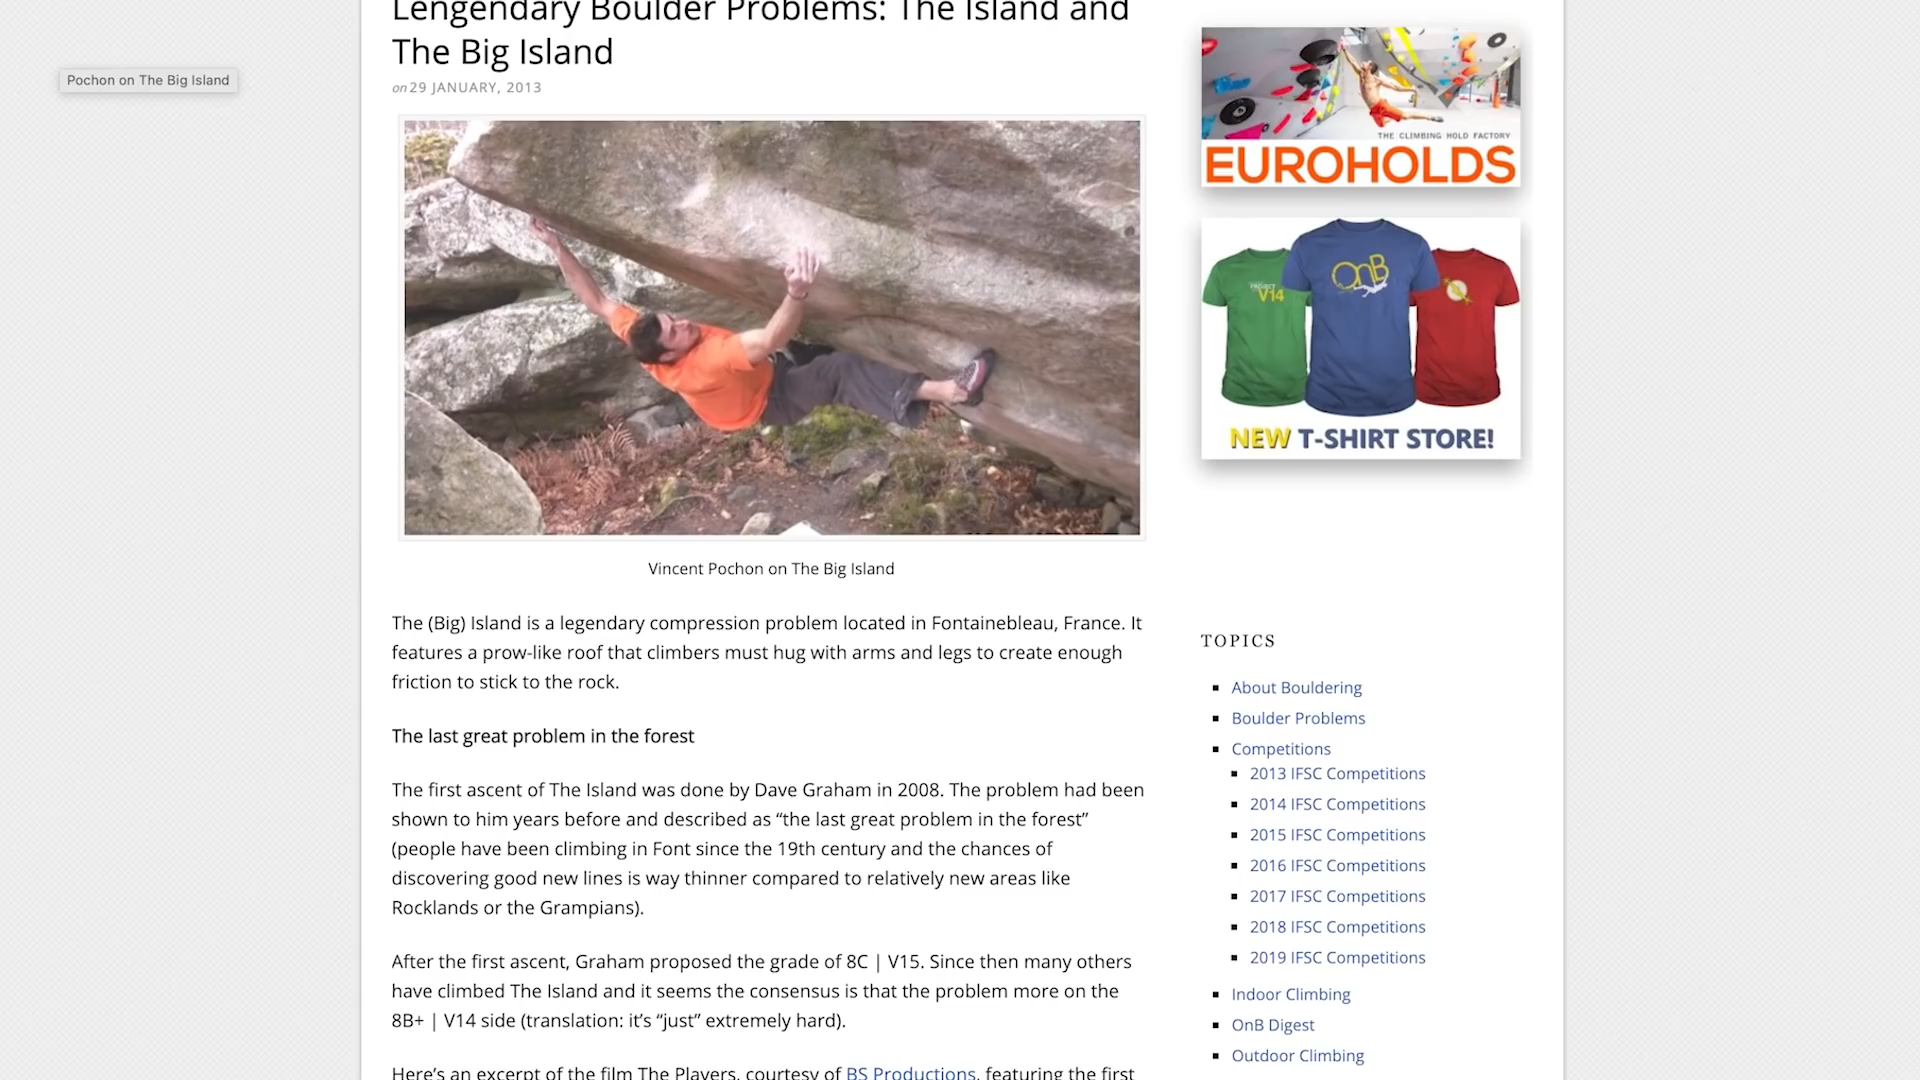 Lengendary Boulder Problems: The Island and
The Big Island
on 29 JANUARY, 2013
Pochon on The Big Island
Vincent Pochon on The Big Island
The (Big) Island is a legendary compression problem located in Fontainebleau, France. It
features a prow-like roof that climbers must hug with arms and legs to create enough
friction to stick to the rock.
The last great problem in the forest
The first ascent of The Island was done by Dave Graham in 2008. The problem had been
shown to him years before and described as “the last great problem in the forest”
(people have been climbing in Font since the 19th century and the chances of
discovering good new lines is way thinner compared to relatively new areas like
Rocklands or the Grampians).
After the first ascent, Graham proposed the grade of 8C | V15. Since then many others
have climbed The Island and it seems the consensus is that the problem more on the
8B+ | V14 side (translation: it’s “just” extremely hard).
Here’s an excerpt of the film The Players, courtesy of BS Productions, featuring the first
THE CLIMBING HOLD FACTORY
EUROHOLDS
PROJECT
V14
OnB
NEW T-SHIRT STORE!
TOPICS
About Bouldering
Boulder Problems
Competitions
2013 IFSC Competitions
2014 IFSC Competitions
2015 IFSC Competitions
2016 IFSC Competitions
2017 IFSC Competitions
2018 IFSC Competitions
2019 IFSC Competitions
Indoor Climbing
OnB Digest
Outdoor Climbing